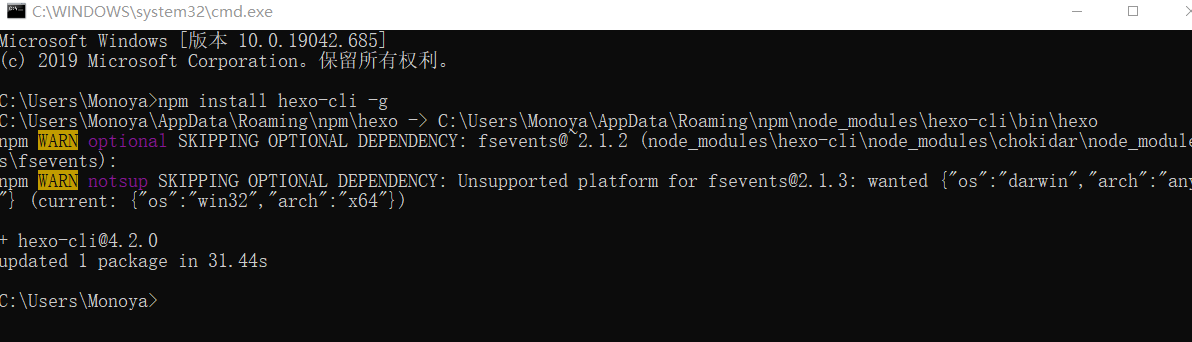 C:\WINDOWS\system32\cmd.exe
Microsoft Windows [版本 10.0.19042.685]
(c) 2019 Microsoft Corporation。保留所有权利。
C:\Users\Monoya>npm install hexo-cli -g
C:\Users\Monoya\AppData\Roaming\npm\hexo -> C:\Users\Monoya\AppData\Roaming\npm\node_modules\hexo-cli\bin\hexo
npm WARN optional SKIPPING OPTIONAL DEPENDENCY: fsevents@~2.1.2 (node_modules\hexo-cli\node_modules\chokidar\node_module
s\fsevents):
npm WARN notsup SKIPPING OPTIONAL DEPENDENCY: Unsupported platform for fsevents@2.1.3: wanted {"os":"darwin","arch":"any
"} (current: {"os":"win32","arch":"x64"})
+ hexo-cli@4.2.0
updated 1 package in 31.44s
C:\Users\Monoya>